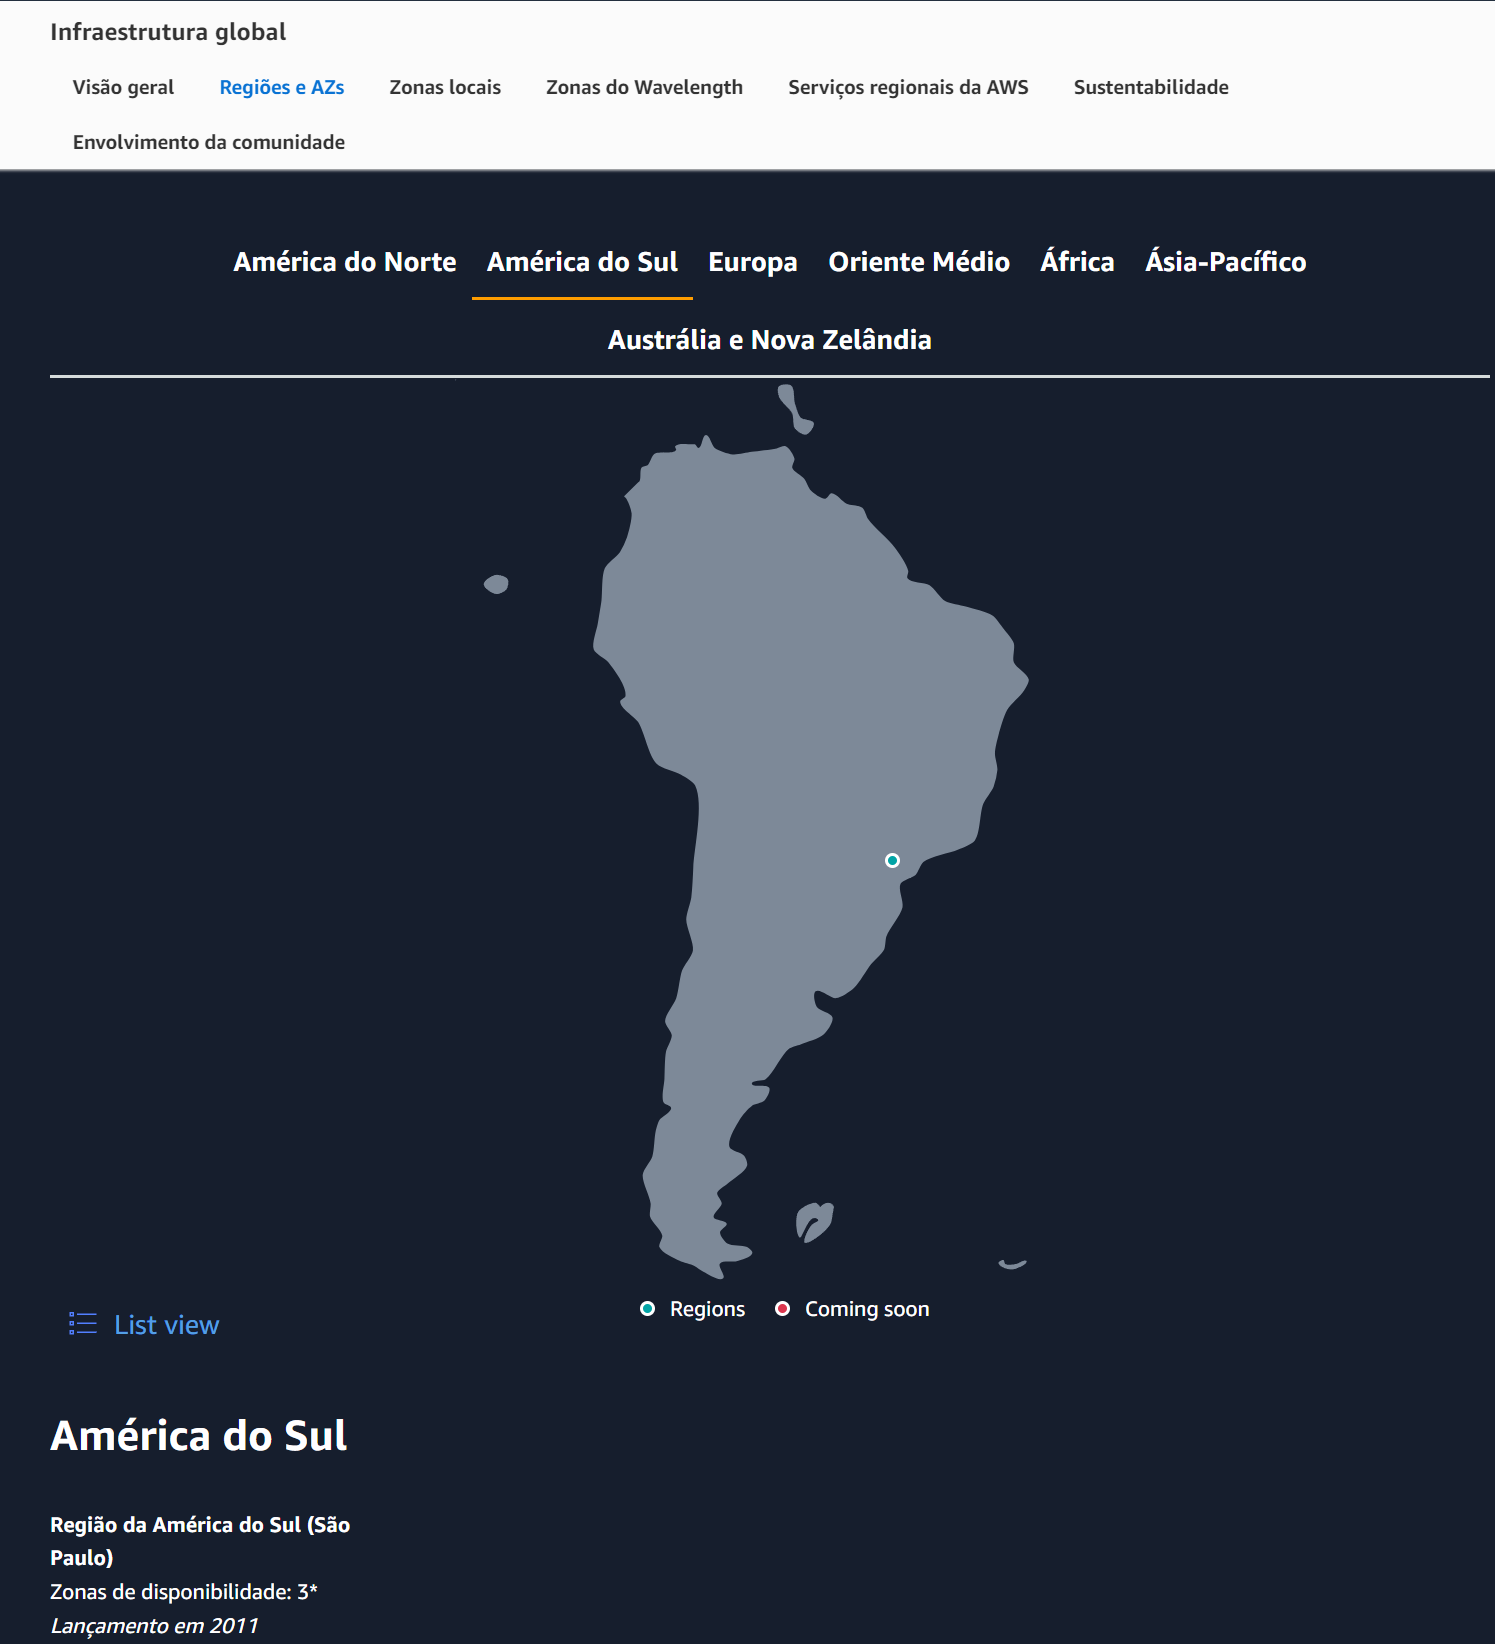 Infraestrutura global
Visão geral
Regiões e AZs
Zonas locais
Zonas do Wavelength
Serviços regionais da AWS
Sustentabilidade
Envolvimento da comunidade
América do Norte
América do Sul
Europa
Oriente Médio
África
Ásia-Pacífico
Austrália e Nova Zelândia
Regions
Coming soon
List view
América do Sul
Região da América do Sul (São
Paulo)
Zonas de disponibilidade: 3*
Lançamento em 2011